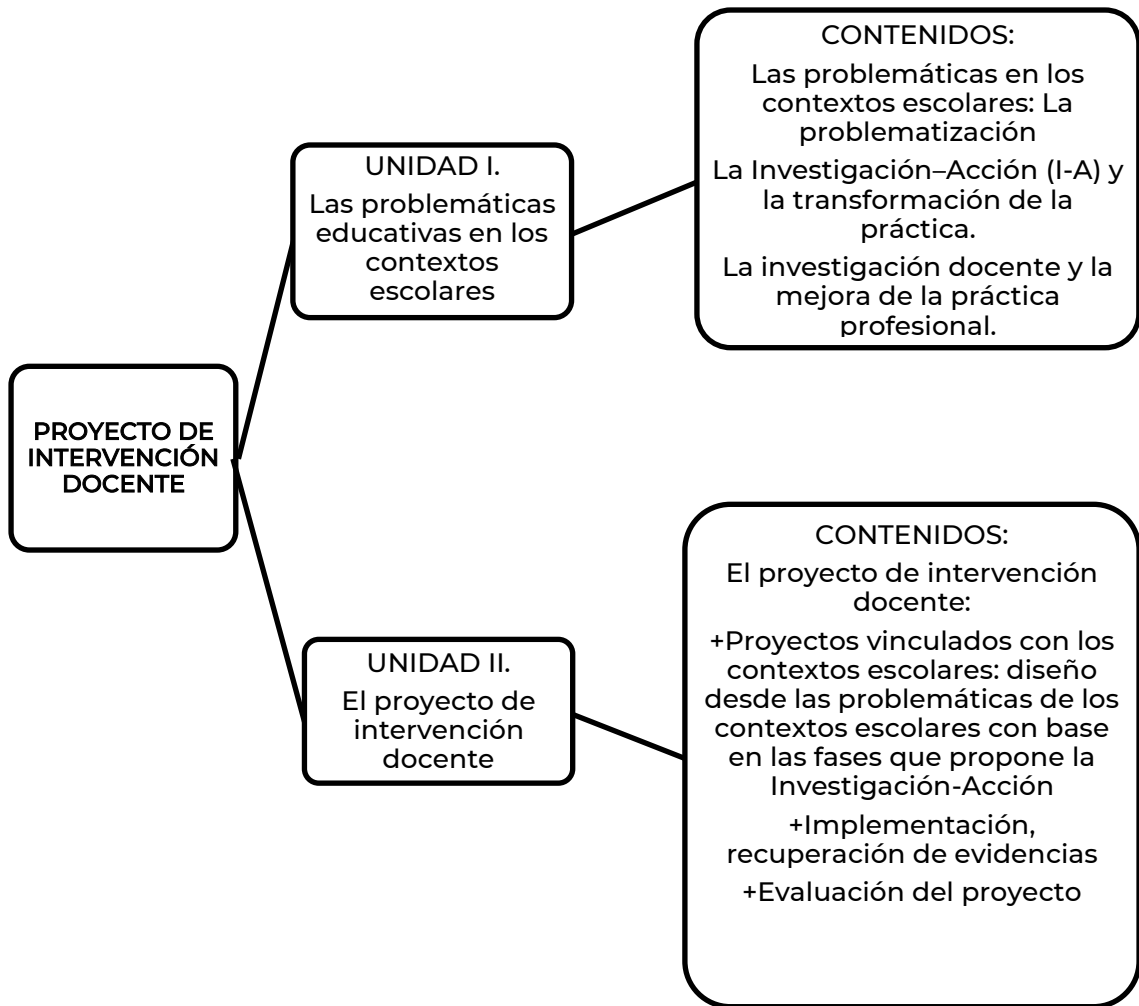 PROYECTO DE
INTERVENCIÓN
DOCENTE
UNIDAD I.
Las problemáticas
educativas en los
contextos
escolares
CONTENIDOS:
Las problemáticas en los
contextos escolares: La
problematización
La Investigación–Acción (I-A) y
la transformación de la
práctica.
La investigación docente y la
mejora de la práctica
profesional.
UNIDAD II.
El proyecto de
intervención
docente
CONTENIDOS:
El proyecto de intervención
docente:
+Proyectos vinculados con los
contextos escolares: diseño
desde las problemáticas de los
contextos escolares con base
en las fases que propone la
Investigación-Acción
+Implementación,
recuperación de evidencias
+Evaluación del proyecto